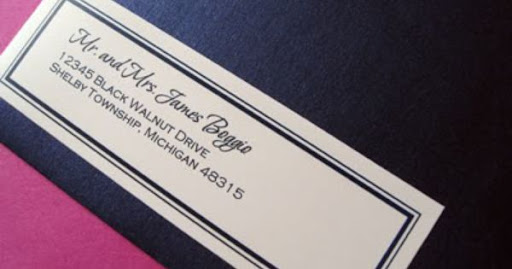 Mr. and Mrs. James Boggio
12345 Black Walnut Drive
Shelby Township, Michigan 48315